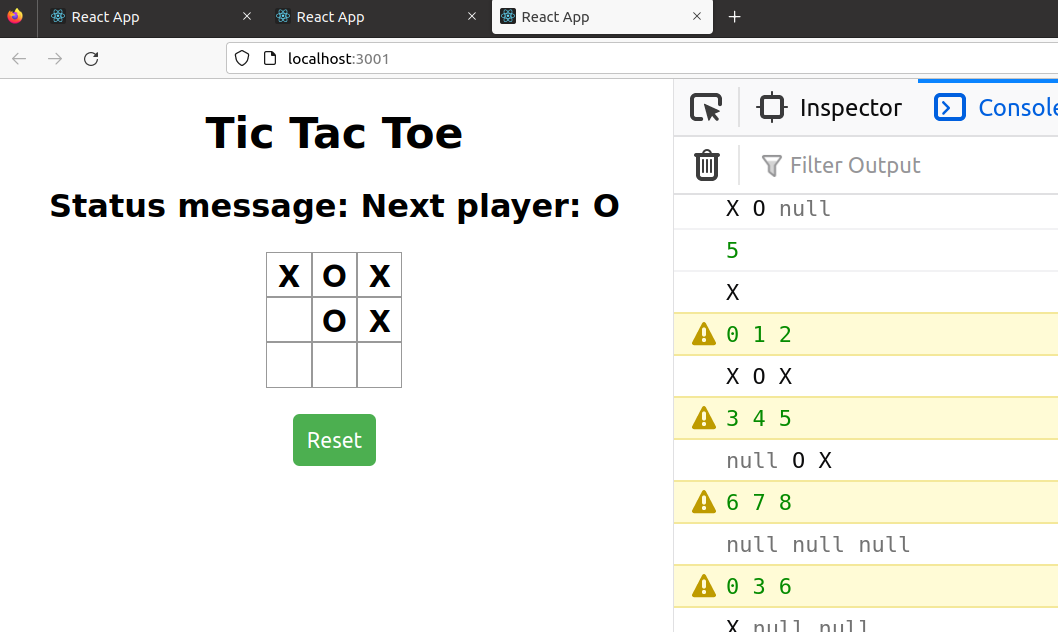 React App
React App
React App
localhost:3001
Tic Tac Toe
Status message: Next player: O
X O X
O X
Reset
Inspector
Console
Filter Output
X O null
5
X
0 1 2
X O X
3 4 5
null O X
6 7 8
null null null
0 3 6
X null null